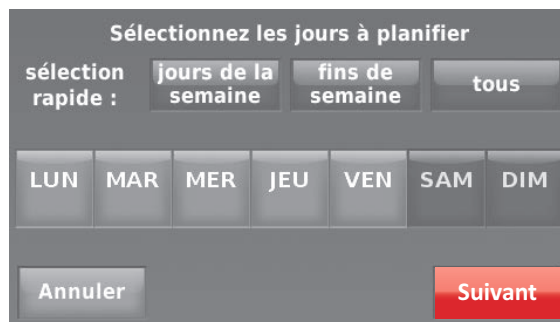 Sélectionnez les jours à planifier
sélection jours de la fins de tous
rapide : semaine semaine
LUN MAR MER JEU VEN SAM DIM
Annuler Suivant